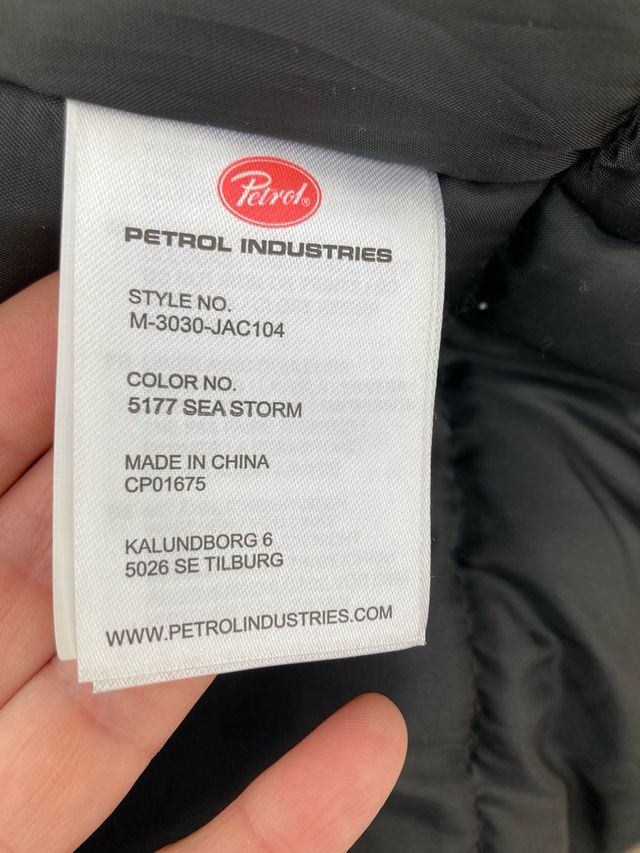 Petrol®
PETROL INDUSTRIES
STYLE NO.
M-3030-JAC104
COLOR NO.
5177 SEA STORM
MADE IN CHINA
CP01675
KALUNDBORG 6
5026 SE TILBURG
WWW.PETROLINDUSTRIES.COM